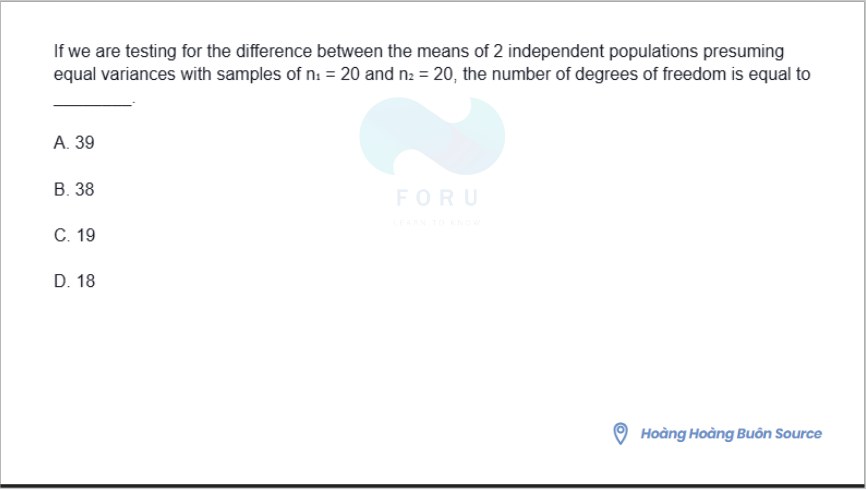 If we are testing for the difference between the means of 2 independent populations presuming
equal variances with samples of n₁ = 20 and n₂ = 20, the number of degrees of freedom is equal to
_________.
A. 39
B. 38
C. 19
D. 18
FORU
Hoàng Hoàng Buôn Source